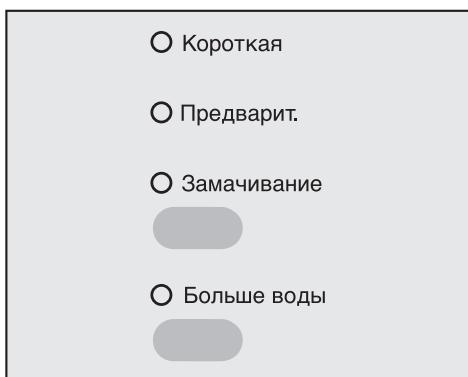 Короткая
Предварит.
Замачивание
Больше воды